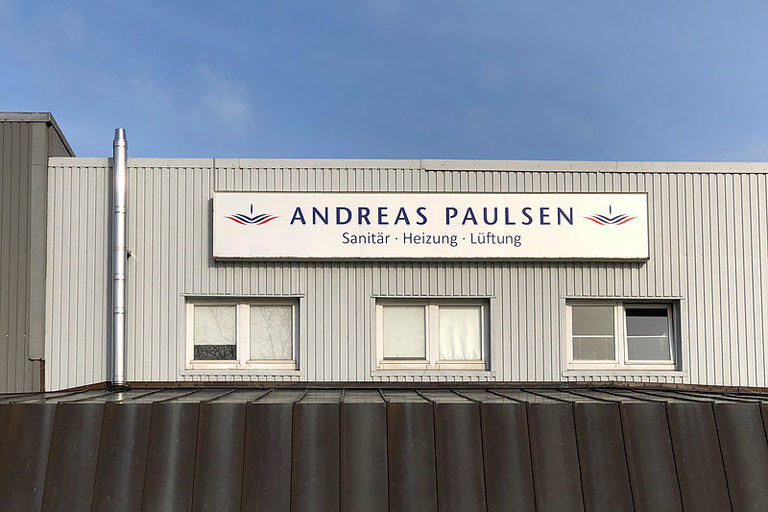 ANDREAS PAULSEN
Sanitär · Heizung · Lüftung